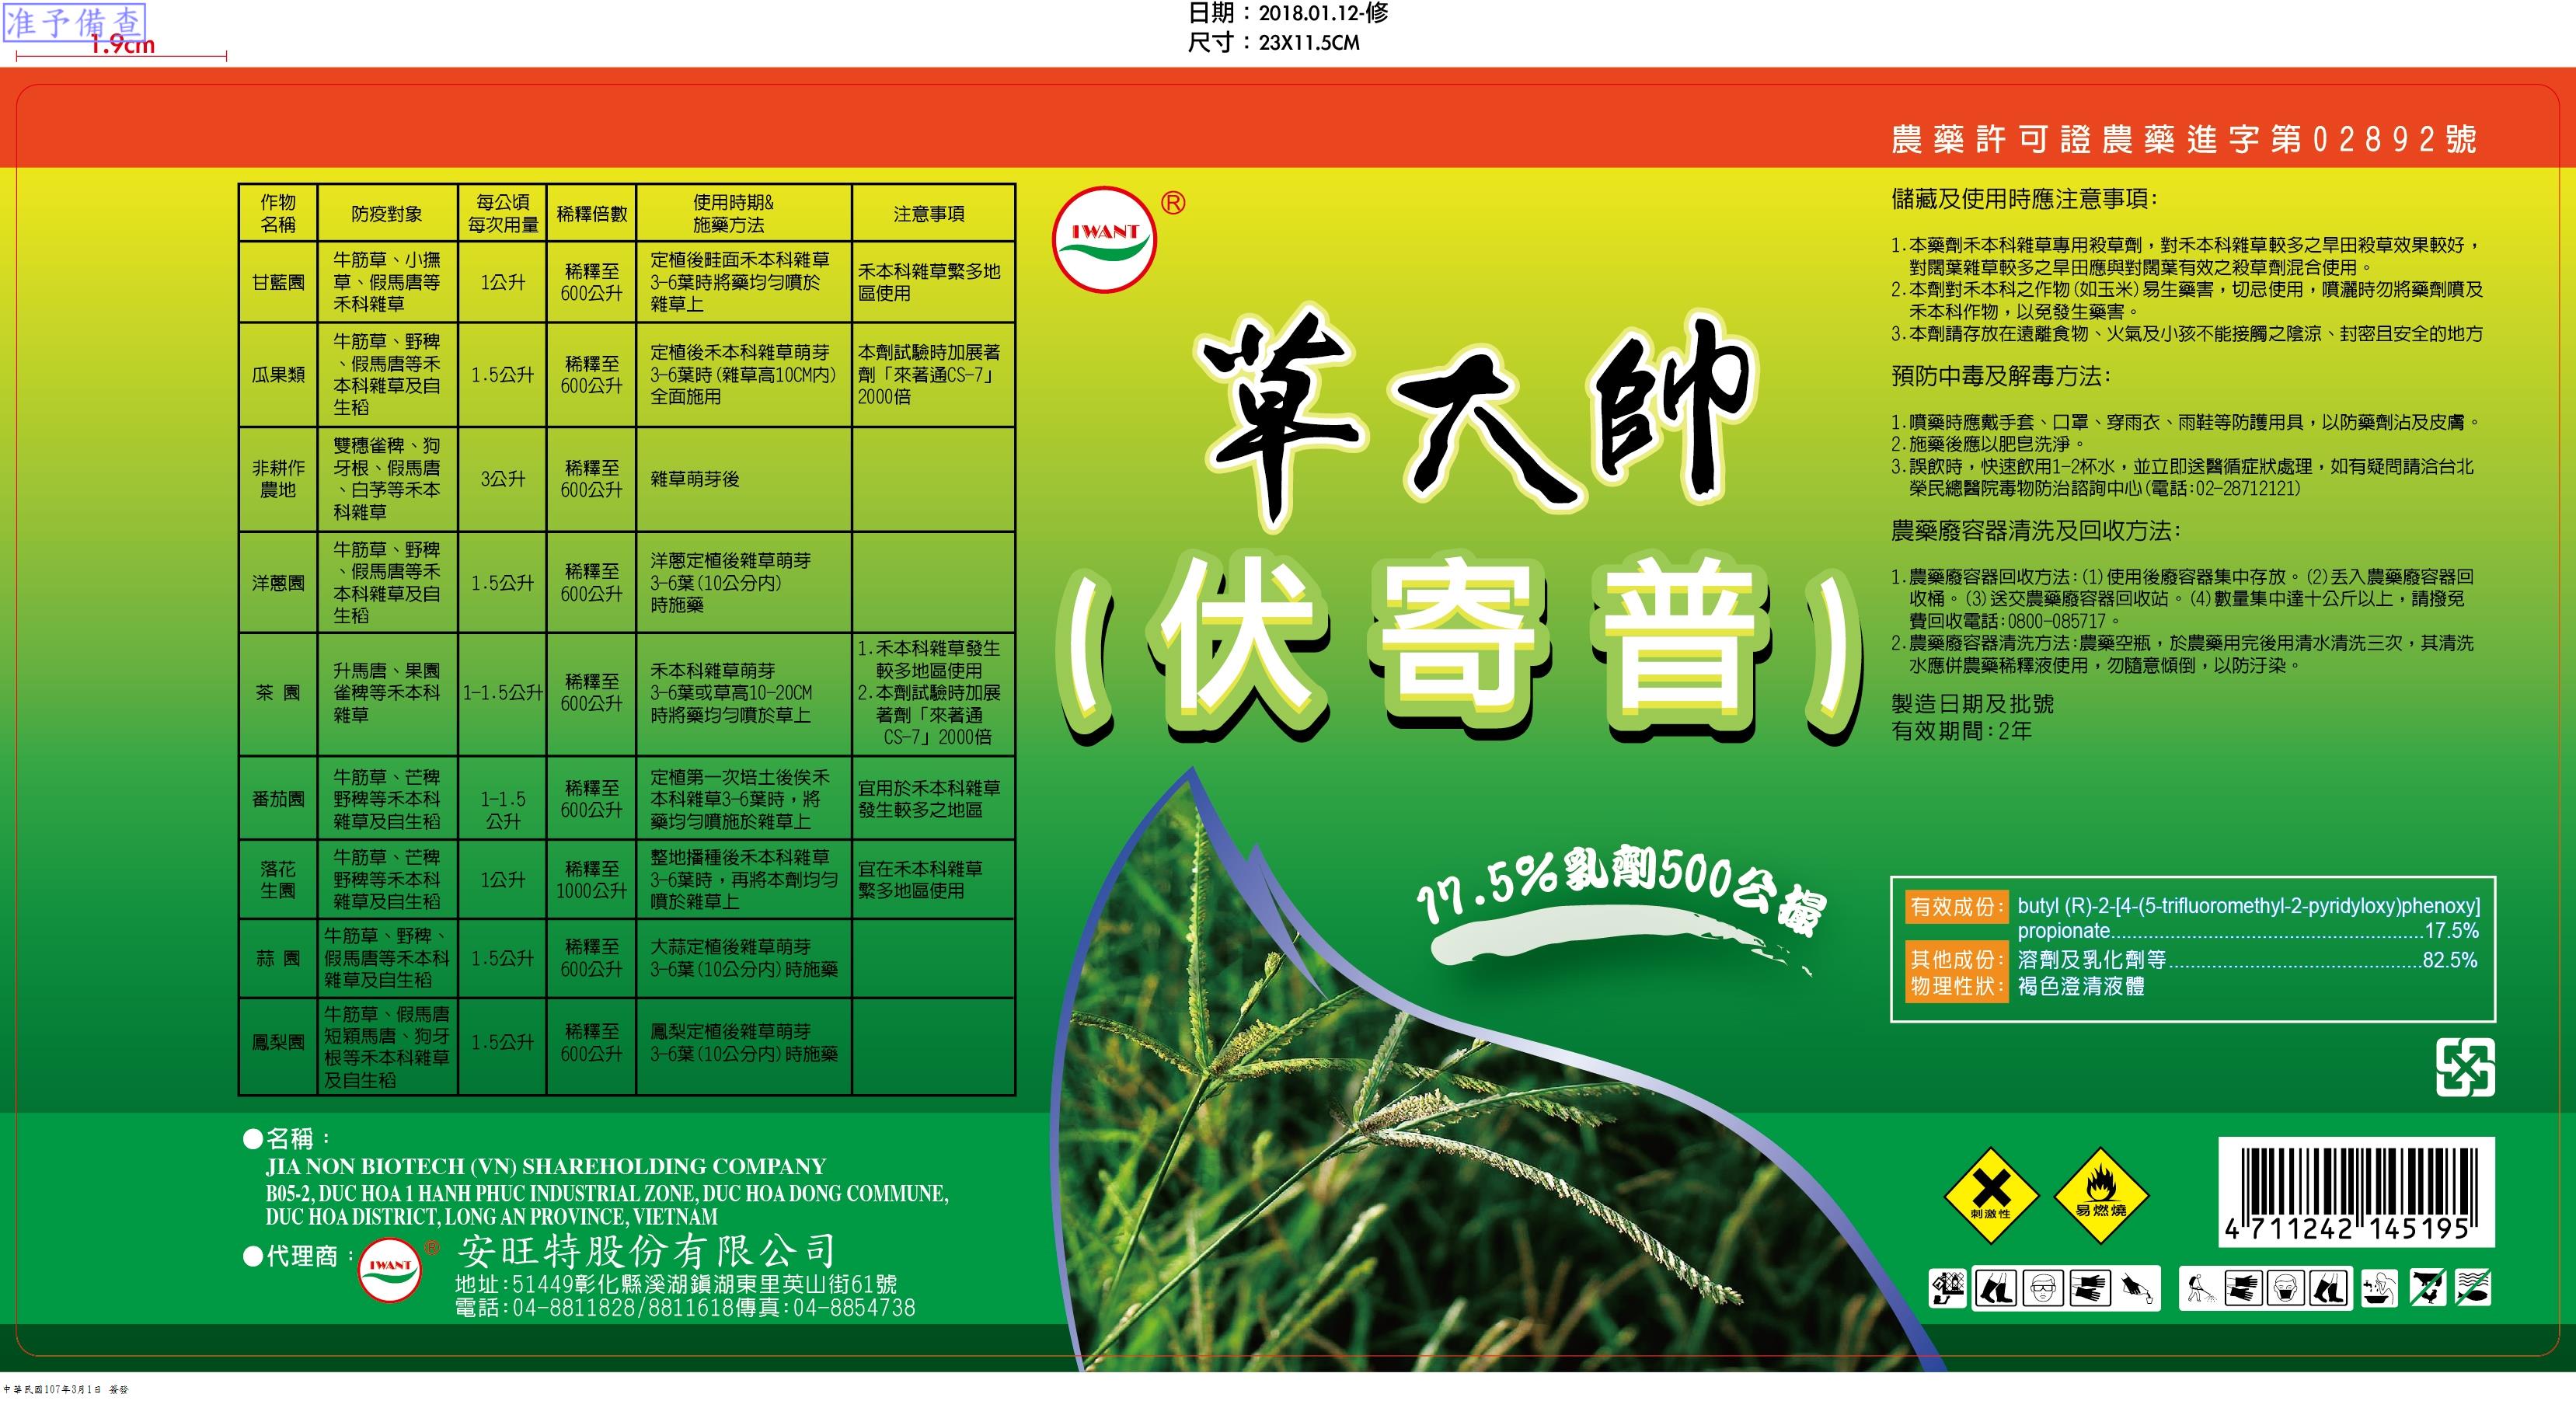 准予備查
1.9cm
日期：2018.01.12-修
尺寸：23X11.5CM
農藥許可證農藥進字第02892號
作物
名稱
防疫對象
每公頃
每次用量
稀釋倍數
使用時期&
施藥方法
注意事項
甘藍園
牛筋草、小撫
草、假馬唐等
禾科雜草
1公升
稀釋至
600公升
定植後畦面禾本科雜草
3-6葉時將藥均勻噴於
雜草上
禾本科雜草繁多地
區使用
瓜果類
牛筋草、野稗
、假馬唐等禾
本科雜草及自
生稻
1.5公升
稀釋至
600公升
定植後禾本科雜草萌芽
3-6葉時(雜草高10CM內)
全面施用
本劑試驗時加展著
劑「來著通CS-7」
2000倍
非耕作
農地
雙穗雀稗、狗
牙根、假馬唐
、白茅等禾本
科雜草
3公升
稀釋至
600公升
雜草萌芽後
洋蔥園
牛筋草、野稗
、假馬唐等禾
本科雜草及自
生稻
1.5公升
稀釋至
600公升
洋蔥定植後雜草萌芽
3-6葉(10公分內)
時施藥
茶 園
升馬唐、果園
雀稗等禾本科
雜草
1-1.5公升
稀釋至
600公升
禾本科雜草萌芽
3-6葉或草高10-20CM
時將藥均勻噴於草上
1.禾本科雜草發生
較多地區使用
2.本劑試驗時加展
著劑「來著通
CS-7」2000倍
番茄園
牛筋草、芒稗
野稗等禾本科
雜草及自生稻
1-1.5
公升
稀釋至
600公升
定植第一次培土後俟禾
本科雜草3-6葉時，將
藥均勻噴施於雜草上
宜用於禾本科雜草
發生較多之地區
落花
生園
牛筋草、芒稗
野稗等禾本科
雜草及自生稻
1公升
稀釋至
1000公升
整地播種後禾本科雜草
3-6葉時，再將本劑均勻
噴於雜草上
宜在禾本科雜草
繁多地區使用
蒜 園
牛筋草、野稗、
假馬唐等禾本科
雜草及自生稻
1.5公升
稀釋至
600公升
大蒜定植後雜草萌芽
3-6葉(10公分內)時施藥
鳳梨園
牛筋草、假馬唐
短穎馬唐、狗牙
根等禾本科雜草
及自生稻
1.5公升
稀釋至
600公升
鳳梨定植後雜草萌芽
3-6葉(10公分內)時施藥
●名稱：
JIA NON BIOTECH (VN) SHAREHOLDING COMPANY
B05-2, DUC HOA 1 HANH PHUC INDUSTRIAL ZONE, DUC HOA DONG COMMUNE,
DUC HOA DISTRICT, LONG AN PROVINCE, VIETNAM
●代理商：
IWANT
®
安旺特股份有限公司
地址:51449彰化縣溪湖鎮湖東里英山街61號
電話:04-8811828/8811618傳真:04-8854738
IWANT
®
草大帥
(伏寄普)
17.5%乳劑500公撮
儲藏及使用時應注意事項:
1.本藥劑禾本科雜草專用殺草劑，對禾本科雜草較多之旱田殺草效果較好，
對闊葉雜草較多之旱田應與對闊葉有效之殺草劑混合使用。
2.本劑對禾本科之作物(如玉米)易生藥害，切忌使用，噴灑時勿將藥劑噴及
禾本科作物，以免發生藥害。
3.本劑請存放在遠離食物、火氣及小孩不能接觸之陰涼、封密且安全的地方
預防中毒及解毒方法:
1.噴藥時應戴手套、口罩、穿雨衣、雨鞋等防護用具，以防藥劑沾及皮膚。
2.施藥後應以肥皂洗淨。
3.誤飲時，快速飲用1-2杯水，並立即送醫循症狀處理，如有疑問請洽台北
榮民總醫院毒物防治諮詢中心(電話:02-28712121)
農藥廢容器清洗及回收方法:
1.農藥廢容器回收方法:(1)使用後廢容器集中存放。(2)丟入農藥廢容器回
收桶。(3)送交農藥廢容器回收站。(4)數量集中達十公斤以上，請撥免
費回收電話:0800-085717。
2.農藥廢容器清洗方法:農藥空瓶，於農藥用完後用清水清洗三次，其清洗
水應併農藥稀釋液使用，勿隨意傾倒，以防汙染。
製造日期及批號
有效期間:2年
有效成份: butyl (R)-2-[4-(5-trifluoromethyl-2-pyridyloxy)phenoxy]
propionate............................................................17.5%
其他成份: 溶劑及乳化劑等................................................82.5%
物理性狀: 褐色澄清液體
刺激性
易燃燒
4 711242 145195
中華民國107年3月1日 簽發